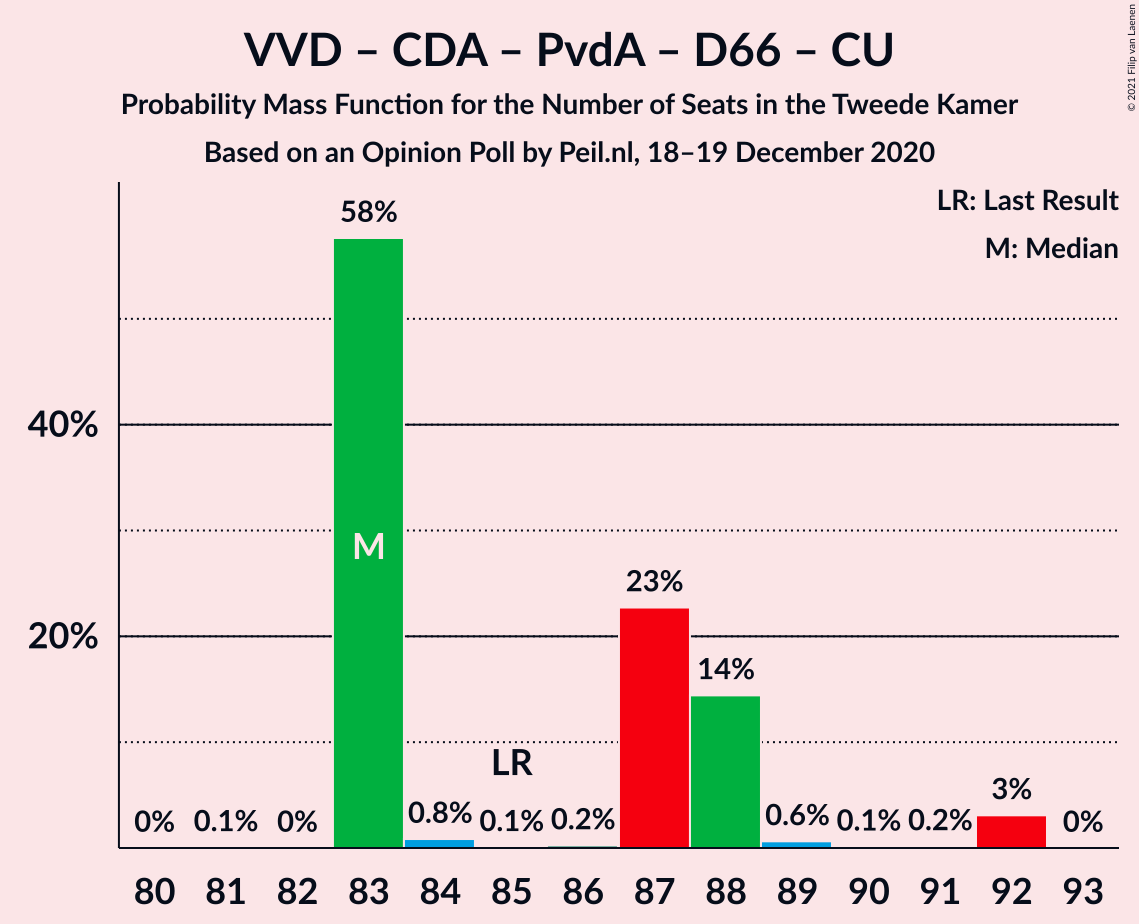 VVD – CDA – PvdA – D66 – CU
Probability Mass Function for the Number of Seats in the Tweede Kamer
Based on an Opinion Poll by Peil.nl, 18–19 December 2020
© 2021 Filip van Laenen
LR: Last Result
M: Median
58%
40%
M
23%
20%
14%
LR
3%
0% 0.1% 0% 0.8% 0.1% 0.2% 0.6% 0.1% 0.2% 0%
80 81 82 83 84 85 86 87 88 89 90 91 92 93